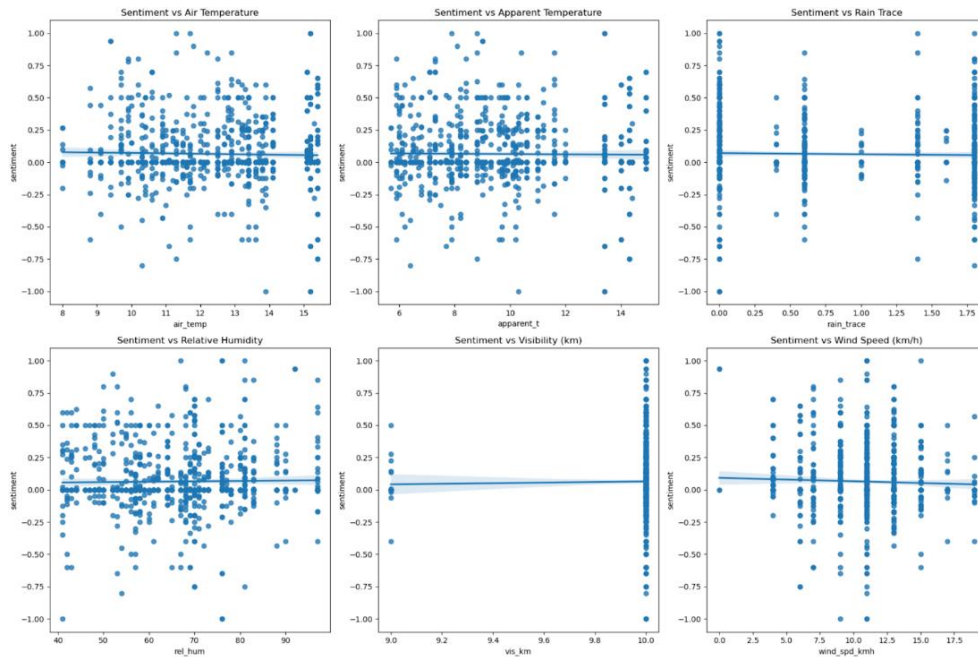 Sentiment vs Air Temperature
1.00
0.75
0.50
0.25
0.00
−0.25
−0.50
−0.75
−1.00
sentiment
8 9 10 11 12 13 14 15
air_temp
Sentiment vs Apparent Temperature
1.00
0.75
0.50
0.25
0.00
−0.25
−0.50
−0.75
−1.00
sentiment
6 8 10 12 14
apparent_t
Sentiment vs Rain Trace
1.00
0.75
0.50
0.25
0.00
−0.25
−0.50
−0.75
−1.00
sentiment
0.00 0.25 0.50 0.75 1.00 1.25 1.50 1.75
rain_trace
Sentiment vs Relative Humidity
1.00
0.75
0.50
0.25
0.00
−0.25
−0.50
−0.75
−1.00
sentiment
40 50 60 70 80 90
rel_hum
Sentiment vs Visibility (km)
1.00
0.75
0.50
0.25
0.00
−0.25
−0.50
−0.75
−1.00
sentiment
9.0 9.2 9.4 9.6 9.8 10.0
vis_km
Sentiment vs Wind Speed (km/h)
1.00
0.75
0.50
0.25
0.00
−0.25
−0.50
−0.75
−1.00
sentiment
0.0 2.5 5.0 7.5 10.0 12.5 15.0 17.5
wind_spd_kmh